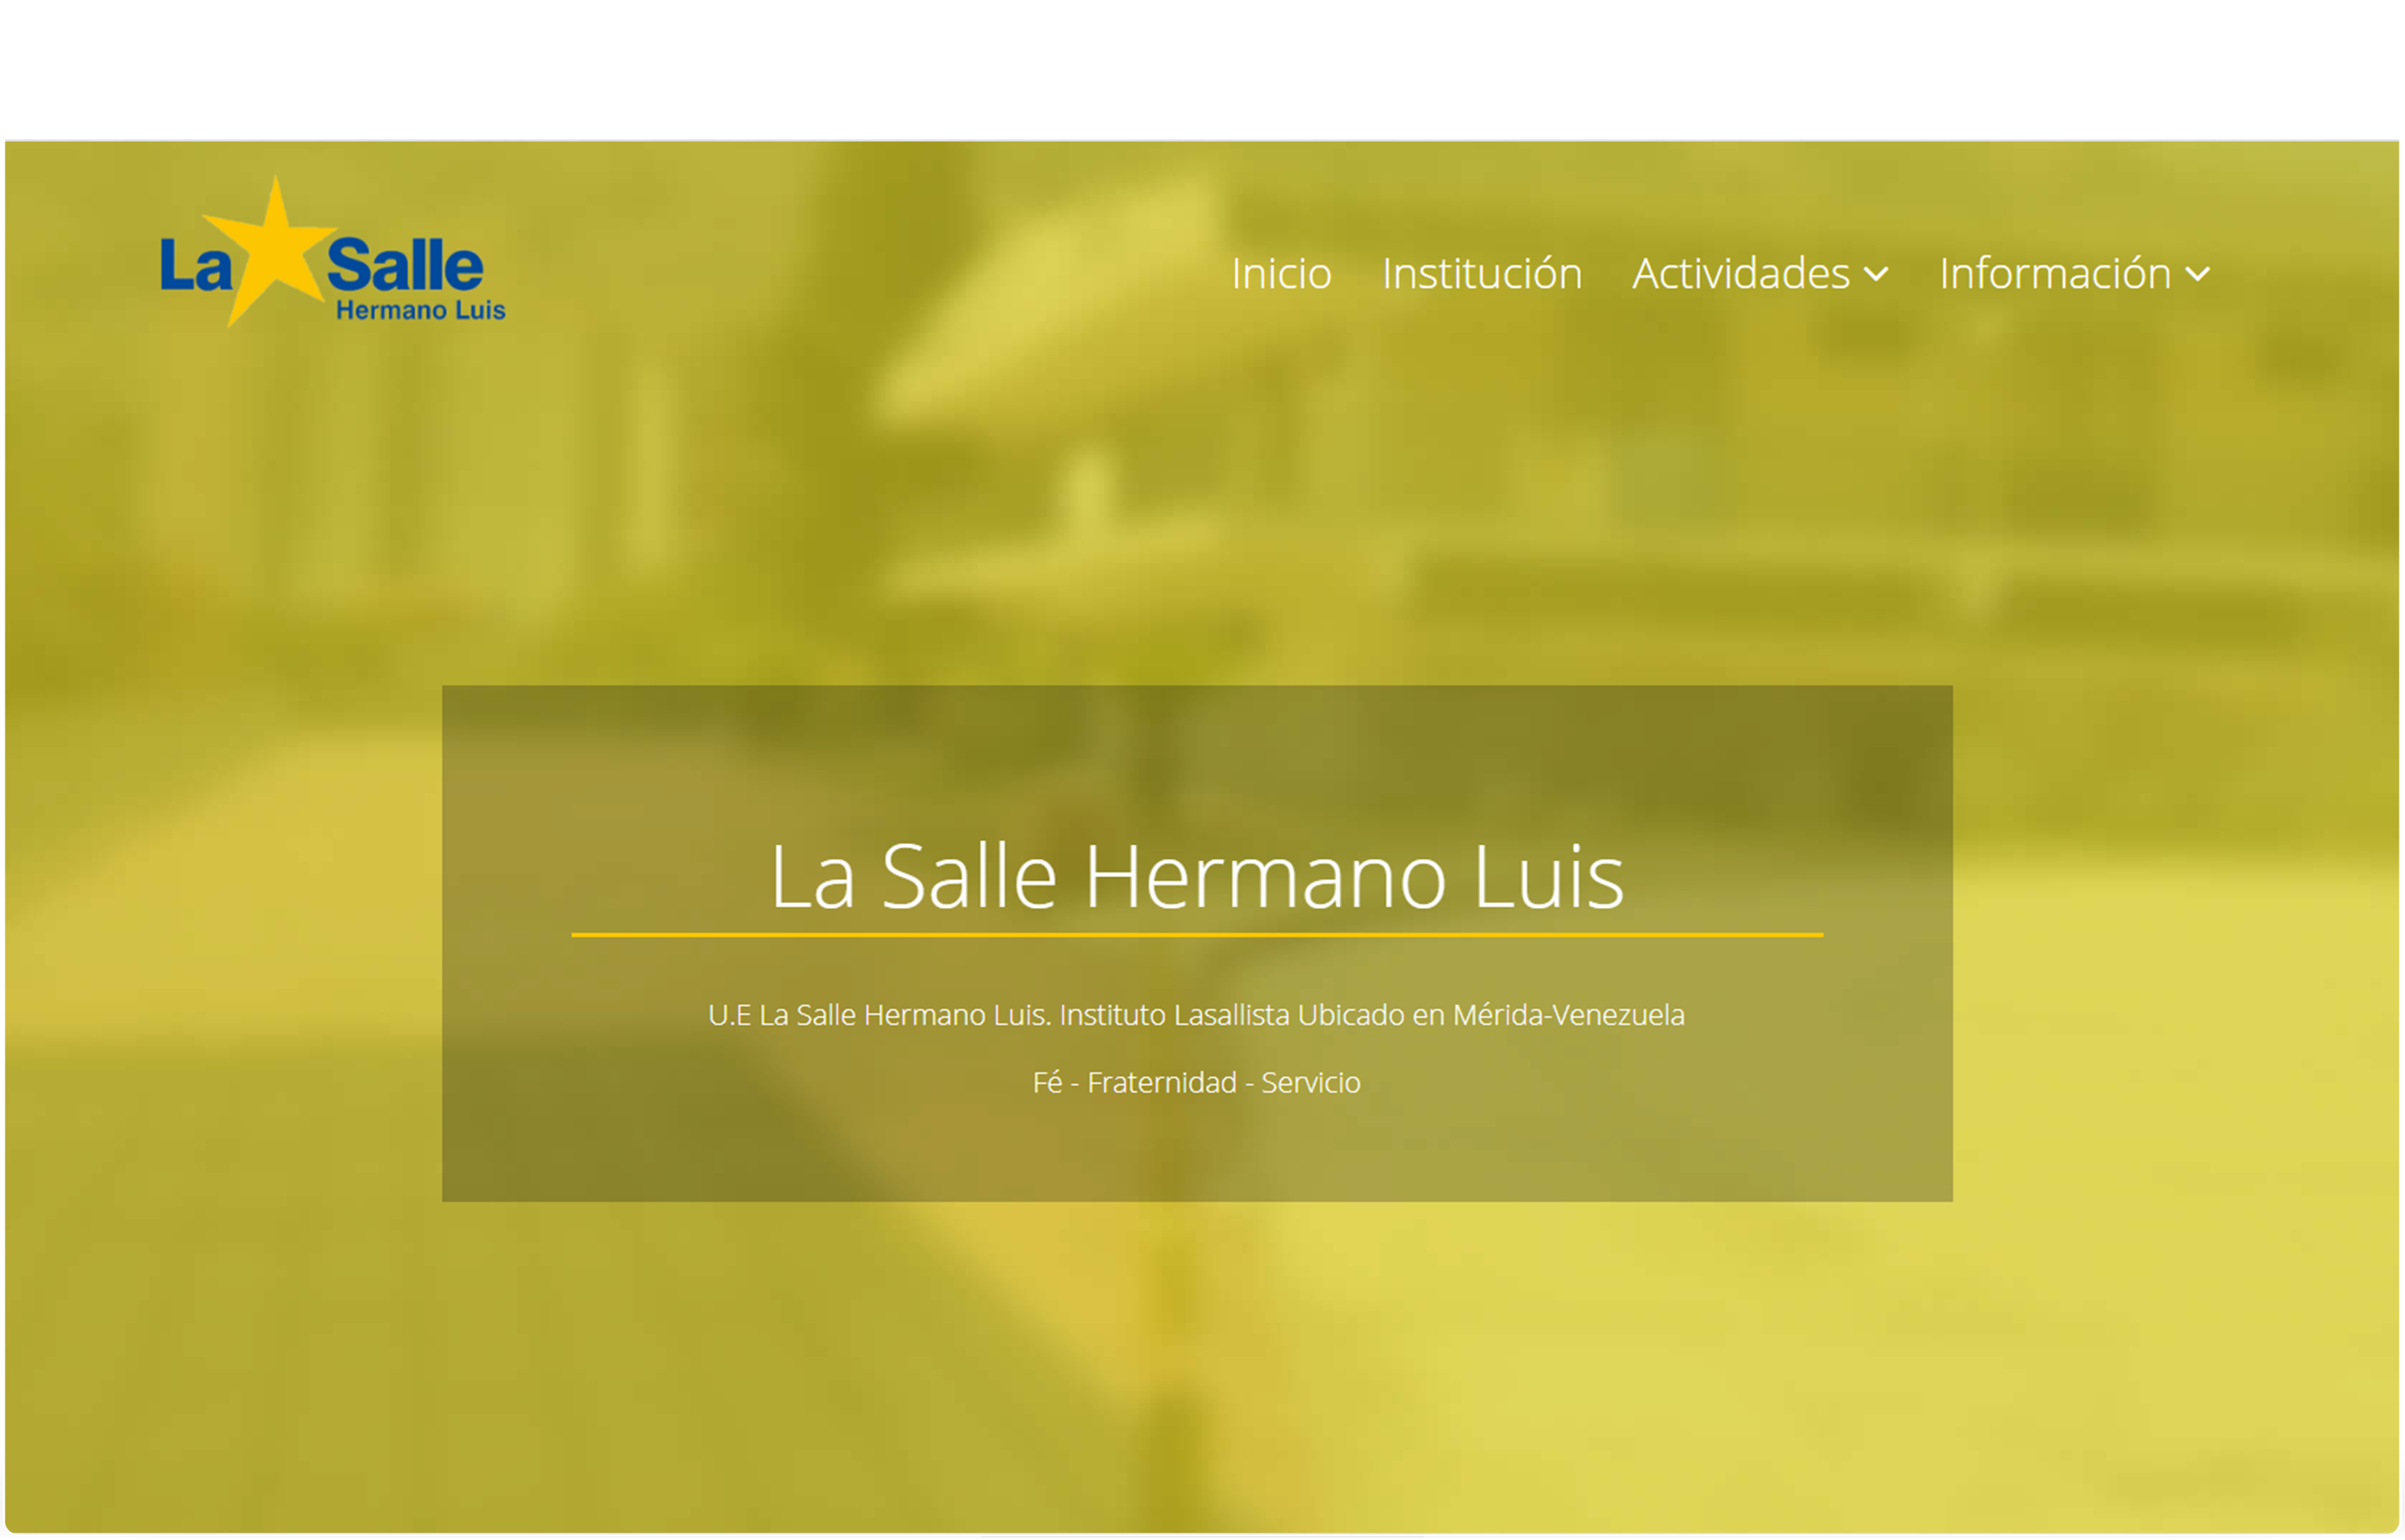 La Salle
Hermano Luis
Inicio Institución Actividades Información
La Salle Hermano Luis
U.E La Salle Hermano Luis. Instituto Lasallista Ubicado en Mérida-Venezuela
Fé - Fraternidad - Servicio